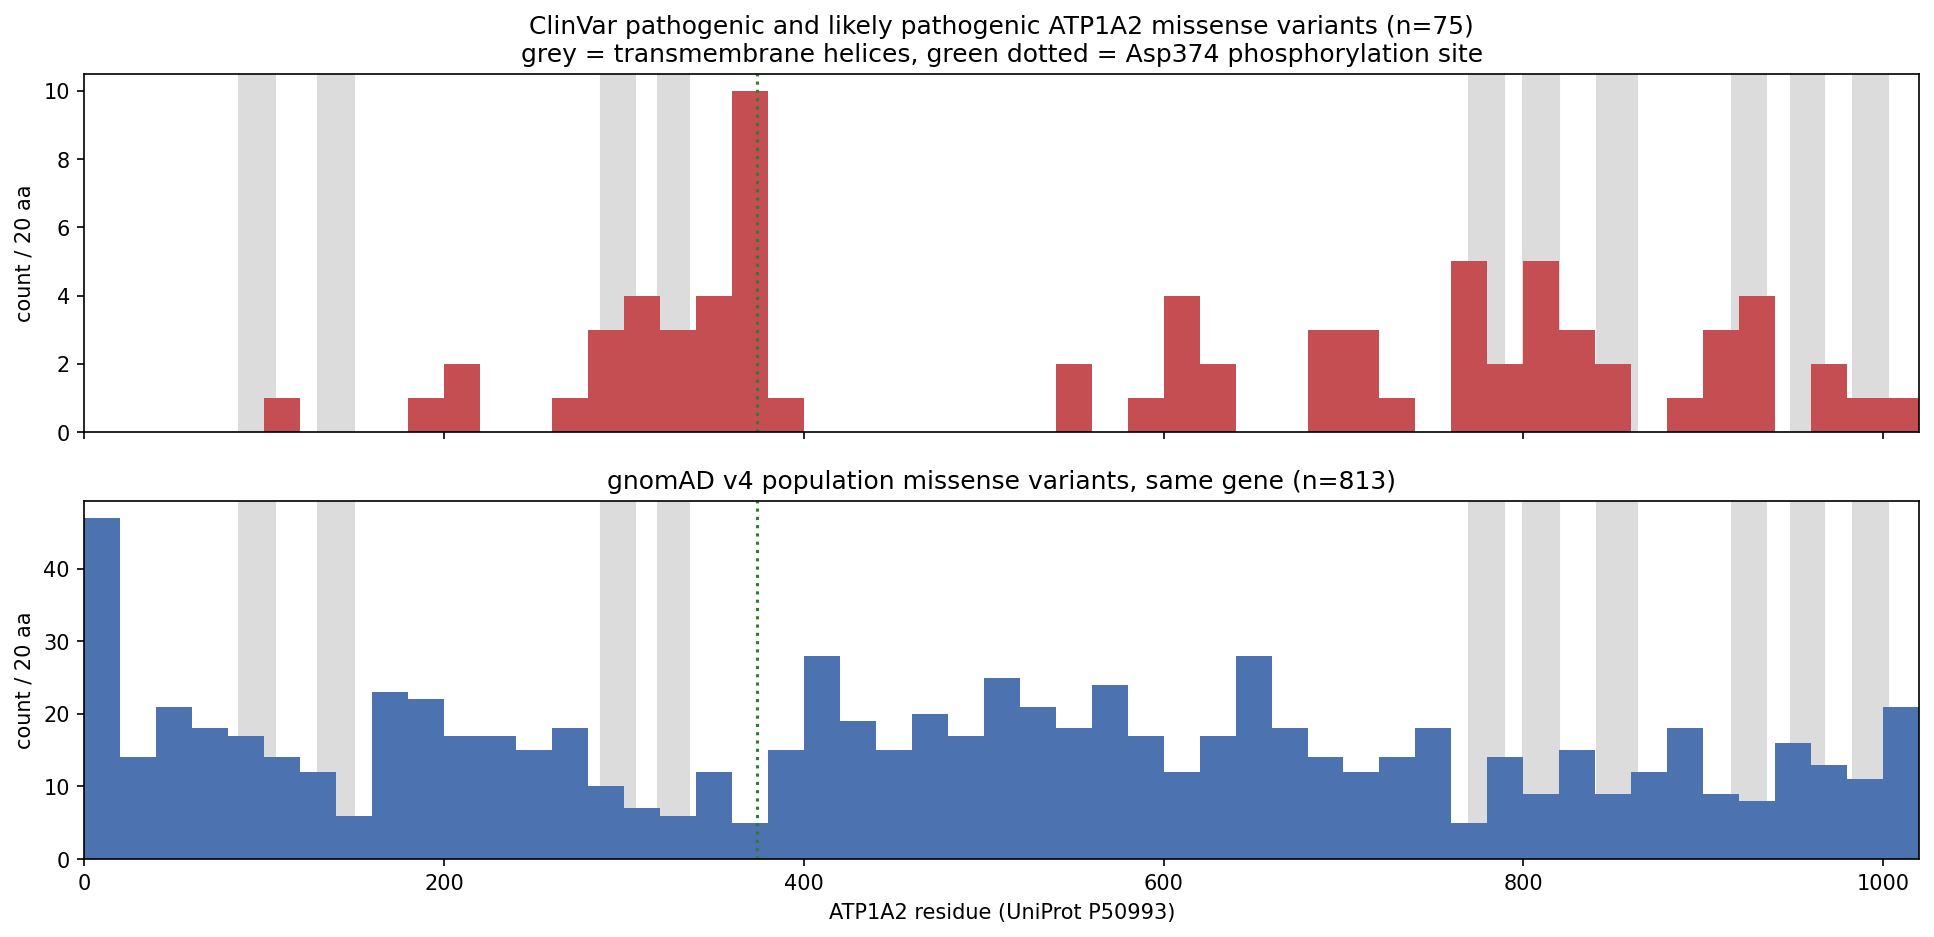 ClinVar pathogenic and likely pathogenic ATP1A2 missense variants (n=75)
grey = transmembrane helices, green dotted = Asp374 phosphorylation site
10
8
6
4
2
0
count / 20 aa
gnomAD v4 population missense variants, same gene (n=813)
40
30
20
10
0
count / 20 aa
0 200 400 600 800 1000
ATP1A2 residue (UniProt P50993)